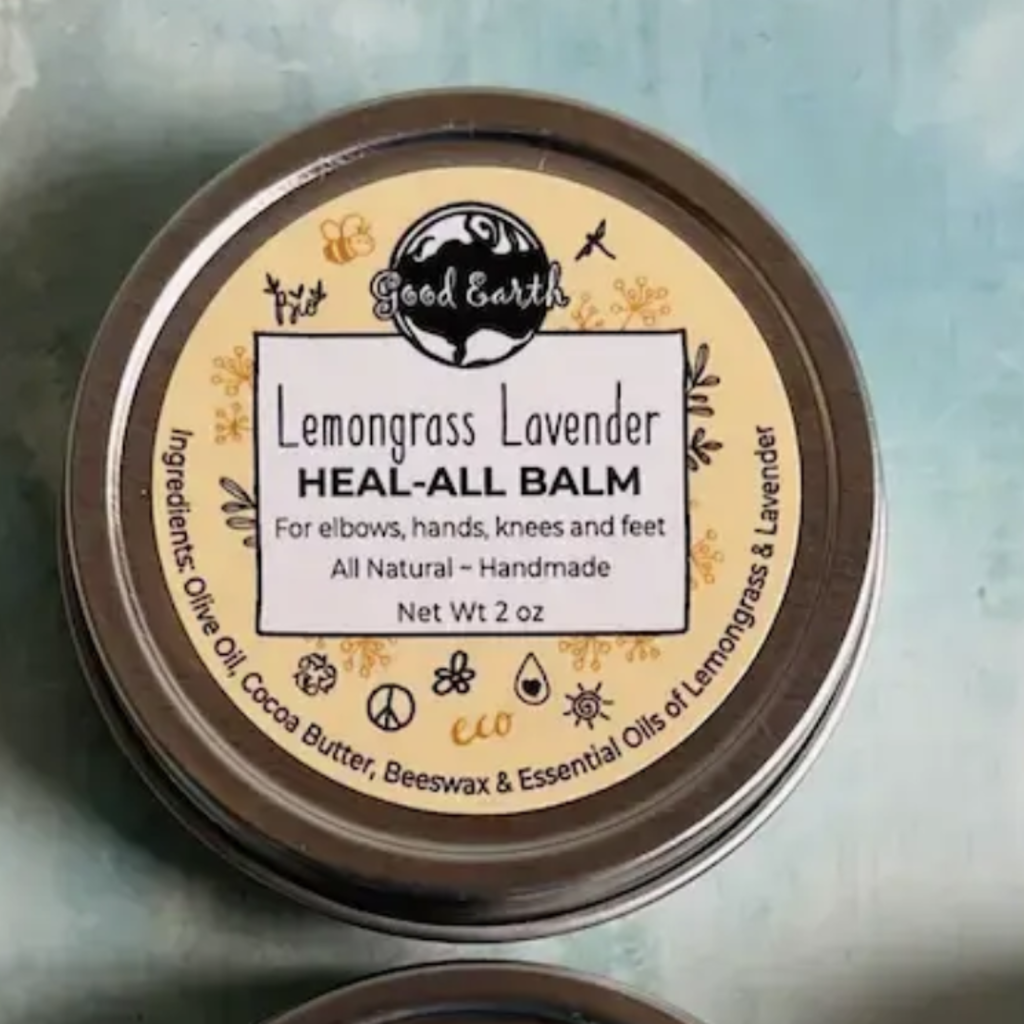 Good Earth
Lemongrass Lavender
HEAL-ALL BALM
For elbows, hands, knees and feet
All Natural ~ Handmade
Net Wt 2 oz
eco
Ingredients: Olive Oil, Cocoa Butter, Beeswax & Essential Oils of Lemongrass & Lavender